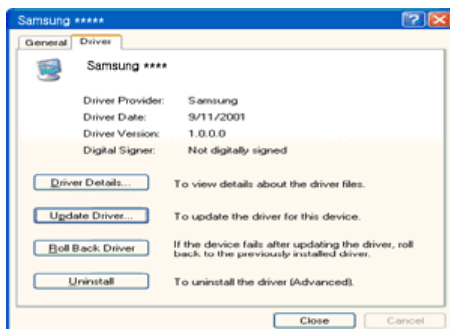 Samsung *****
General Driver
Samsung ****
Driver Provider: Samsung
Driver Date: 9/11/2001
Driver Version: 1.0.0.0
Digital Signer: Not digitally signed
Driver Details... To view details about the driver files.
Update Driver... To update the driver for this device.
Roll Back Driver If the device fails after updating the driver, roll
back to the previously installed driver.
Uninstall To uninstall the driver (Advanced).
Close Cancel